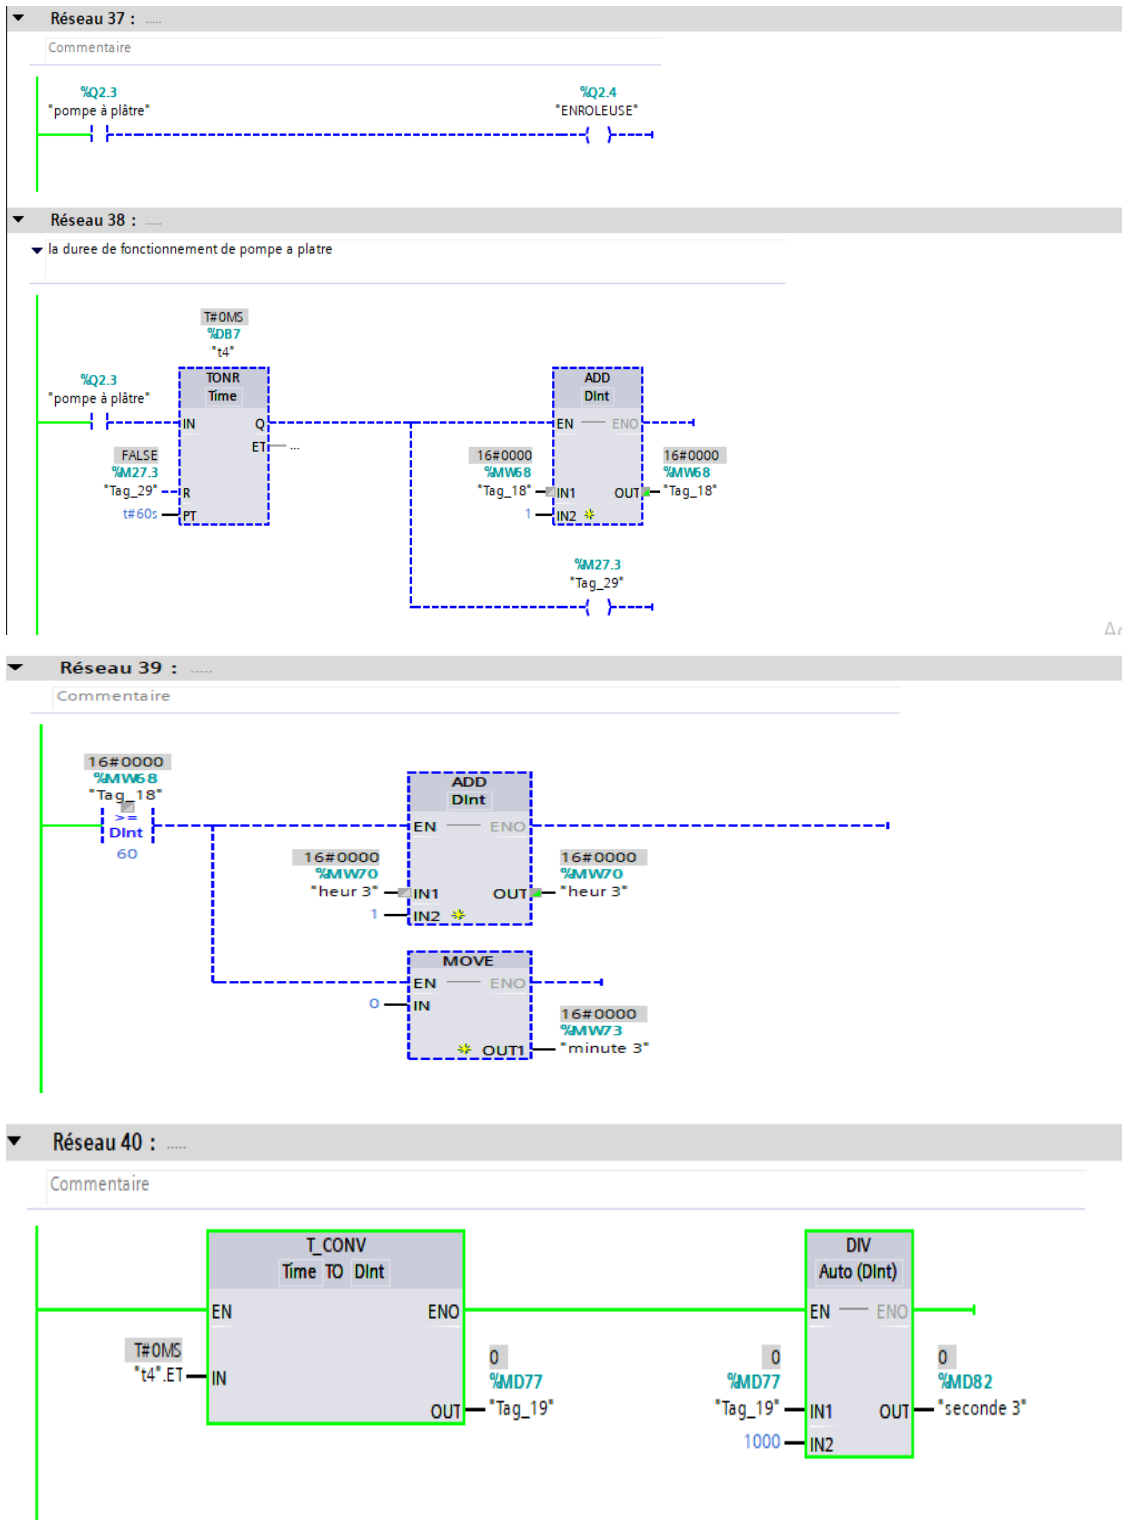 Réseau 37 : .....
Commentaire
%Q2.3 %Q2.4
"pompe à plâtre" "ENROLEUSE"
Réseau 38 : .....
la duree de fonctionnement de pompe a platre
T#0MS
%DB7
"t4"
TONR ADD
%Q2.3 Time DInt
"pompe à plâtre"
IN Q EN ENO
ET ...
FALSE 16#0000 16#0000
%M27.3 %MW68 %MW68
"Tag_29" R "Tag_18" IN1 OUT "Tag_18"
t#60s PT 1 IN2
%M27.3
"Tag_29"
Réseau 39 : .....
Commentaire
16#0000
%MW68
"Tag_18"
ADD
>= DInt
DInt EN ENO
60
16#0000 16#0000
%MW70 %MW70
"heur 3" IN1 OUT "heur 3"
1 IN2
MOVE
EN ENO
0 IN
16#0000
%MW73
OUT1 "minute 3"
Réseau 40 : .....
Commentaire
T_CONV DIV
Time TO DInt Auto (DInt)
EN ENO EN ENO
T#0MS 0 0 0
"t4".ET IN %MD77 %MD77 %MD82
OUT "Tag_19" "Tag_19" IN1 OUT "seconde 3"
1000 IN2